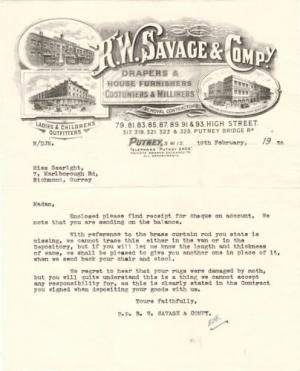 R.W. SAVAGE & COMPY
DRAPERS &
HOUSE FURNISHERS
COSTUMIERS & MILLINERS
REMOVAL CONTRACTORS
LADIES & CHILDREN'S
OUTFITTERS
79, 81, 83, 85, 87, 89, 91 & 93, HIGH STREET.
317, 319, 321, 323 & 325, PUTNEY BRIDGE RD
PUTNEY, S.W.15.
10th February, 19
Miss Searight,
7, Marlborough Rd,
Richmond, Surrey
Madam,
Enclosed please find receipt for cheque on account. We
note that you are sending on the balance.
With reference to the brass curtain rod you state is
missing, we cannot trace this either in the van or in the
Depository, but if you will let us know the length and thickness
of cane, we shall be pleased to give you another one in place of it,
when we send back your chair and stool.
We regret to hear that your rugs were damaged by moth,
but you will quite understand this is a thing we cannot accept
any responsibility for, as this is clearly stated in the Contract
you signed when depositing your goods with us.
Yours faithfully,
p.p. R. W. SAVAGE & COMPY.